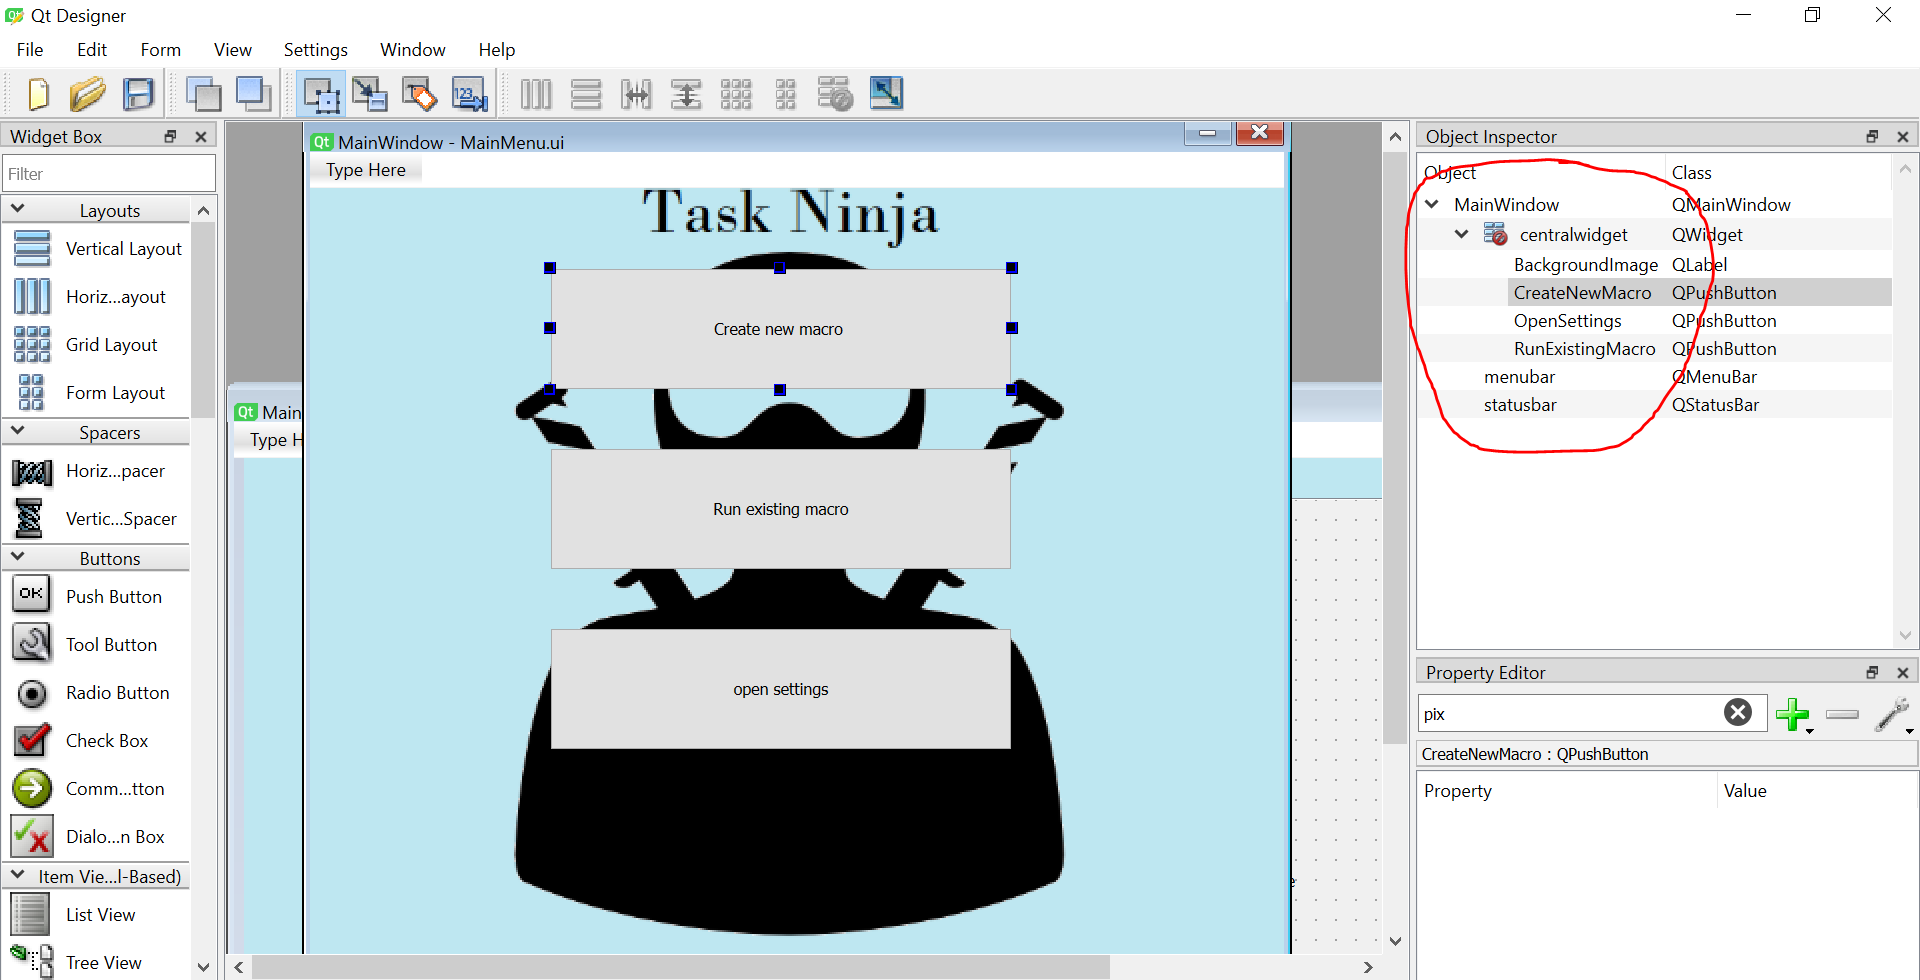 Qt Designer
File Edit Form View Settings Window Help
Widget Box
Filter
Layouts
Vertical Layout
Horiz...ayout
Grid Layout
Form Layout
Spacers
Horiz...pacer
Vertic...Spacer
Buttons
OK Push Button
Tool Button
Radio Button
Check Box
Comm...tton
Dialo...n Box
Item Vie...l-Based)
List View
Tree View
Qt MainWindow - MainMenu.ui
Type Here
Task Ninja
Create new macro
Run existing macro
open settings
Qt Main
Type H
Object Inspector
Object Class
MainWindow QMainWindow
centralwidget QWidget
BackgroundImage QLabel
CreateNewMacro QPushButton
OpenSettings QPushButton
RunExistingMacro QPushButton
menubar QMenuBar
statusbar QStatusBar
Property Editor
pix
CreateNewMacro : QPushButton
Property Value